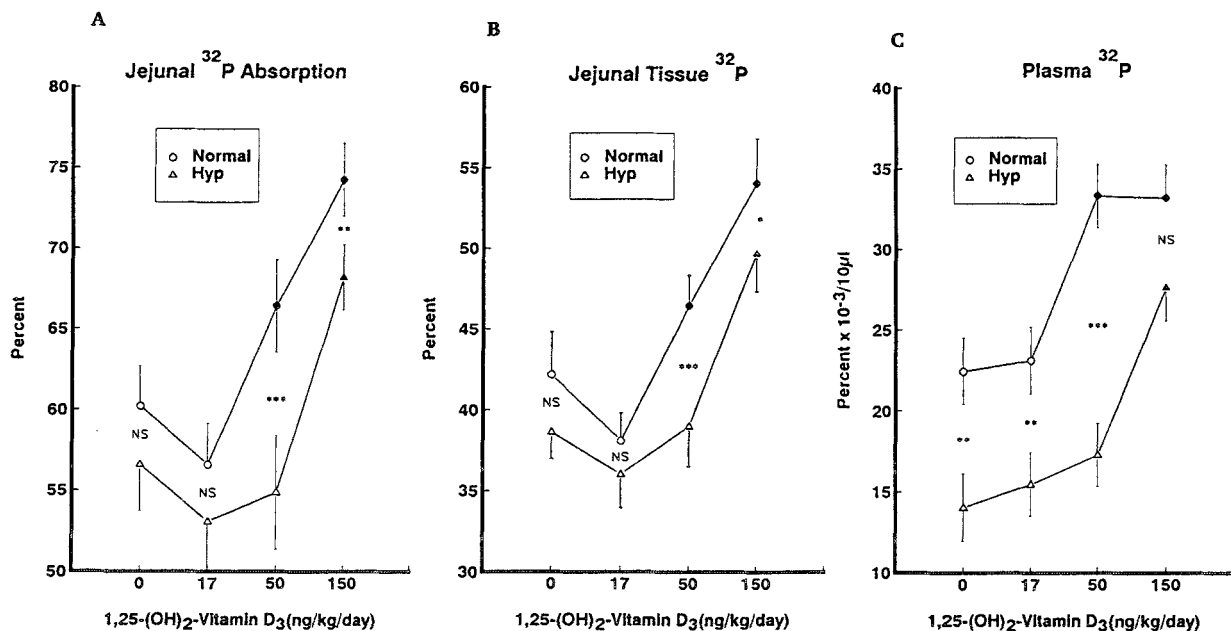 A
Jejunal ³²P Absorption
80
75
70
65
60
55
50
Percent
○ Normal
△ Hyp
NS
NS
***
**
0 17 50 150
1,25-(OH)₂-Vitamin D₃(ng/kg/day)
B
Jejunal Tissue ³²P
60
55
50
45
40
35
30
Percent
○ Normal
△ Hyp
NS
NS
***
*
0 17 50 150
1,25-(OH)₂-Vitamin D₃(ng/kg/day)
C
Plasma ³²P
40
35
30
25
20
15
10
Percent x 10⁻³/10µl
○ Normal
△ Hyp
**
**
***
NS
0 17 50 150
1,25-(OH)₂-Vitamin D₃(ng/kg/day)